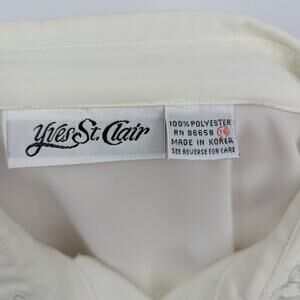 Yves St. Clair
100% POLYESTER
RN 86658 16
MADE IN KOREA
SEE REVERSE FOR CARE